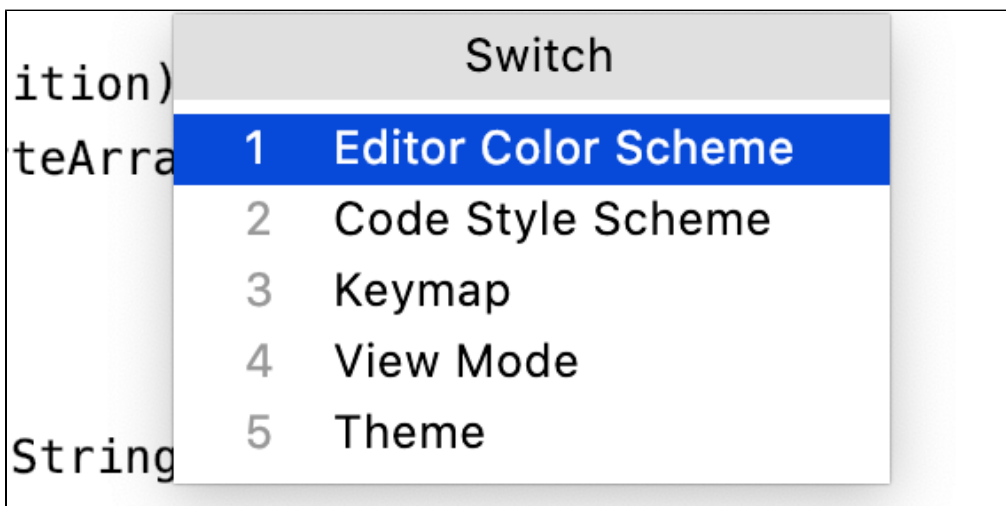 Switch
ition)
1 Editor Color Scheme
teArra
2 Code Style Scheme
3 Keymap
4 View Mode
5 Theme
String